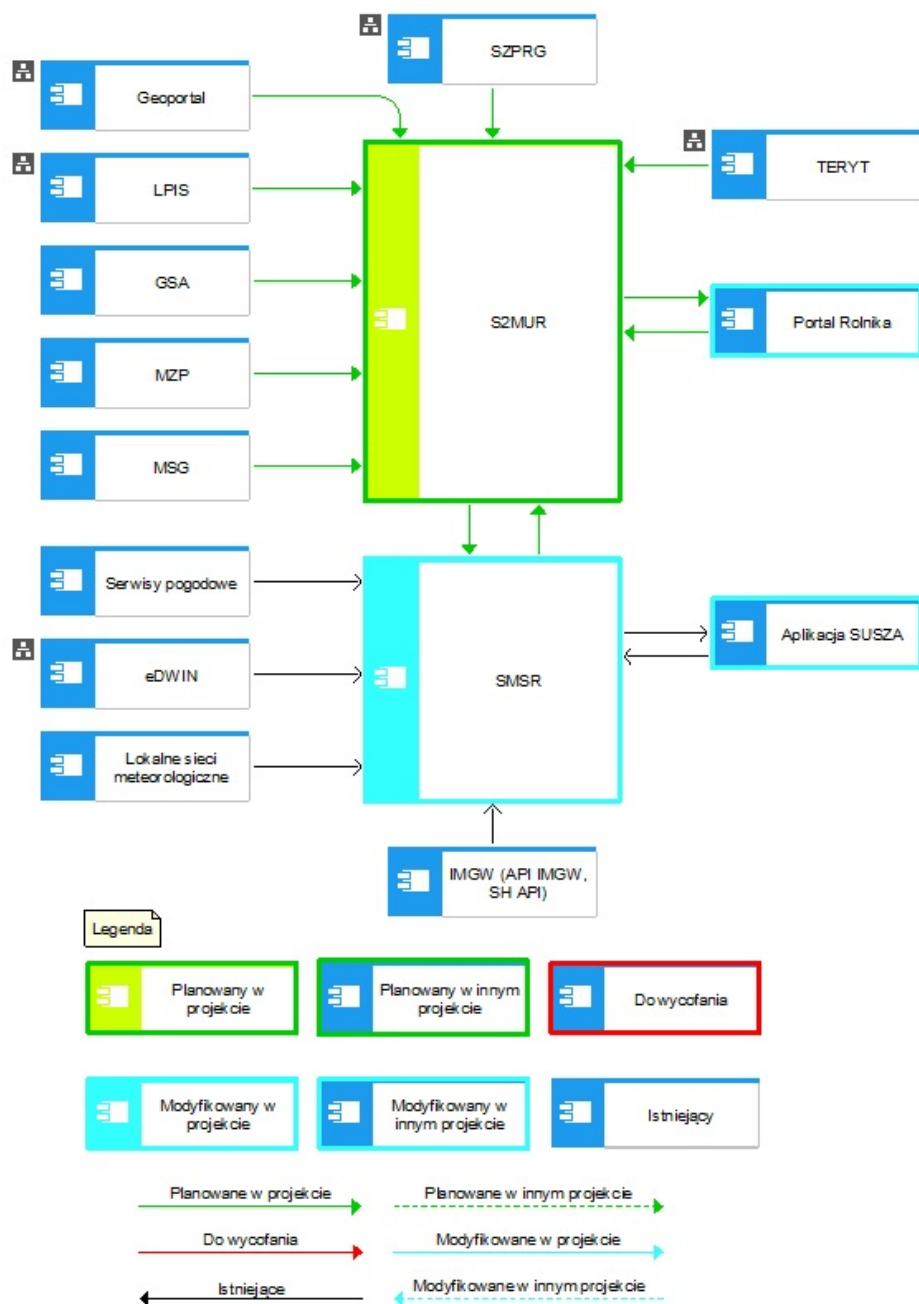 SZPRG
Geoportal
TERYT
LPIS
GSA
S2MUR
Portal Rolnika
MZP
MSG
Serwisy pogodowe
Aplikacja SUSZA
eDWIN
SMSR
Lokalne sieci
meteorologiczne
IMGW (API IMGW,
SH API)
Legenda
Planowany w
projekcie
Planowany w innym
projekcie
Do wycofania
Modyfikowany w
projekcie
Modyfikowany w
innym projekcie
Istniejący
Planowane w projekcie
Planowane w innym projekcie
Do wycofania
Modyfikowane w projekcie
Istniejące
Modyfikowane w innym projekcie